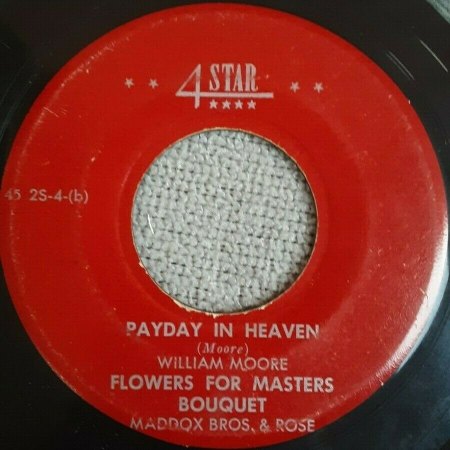 4 STAR
45 2S-4-(b)
PAYDAY IN HEAVEN
(Moore)
WILLIAM MOORE
FLOWERS FOR MASTERS
BOUQUET
MADDOX BROS. & ROSE